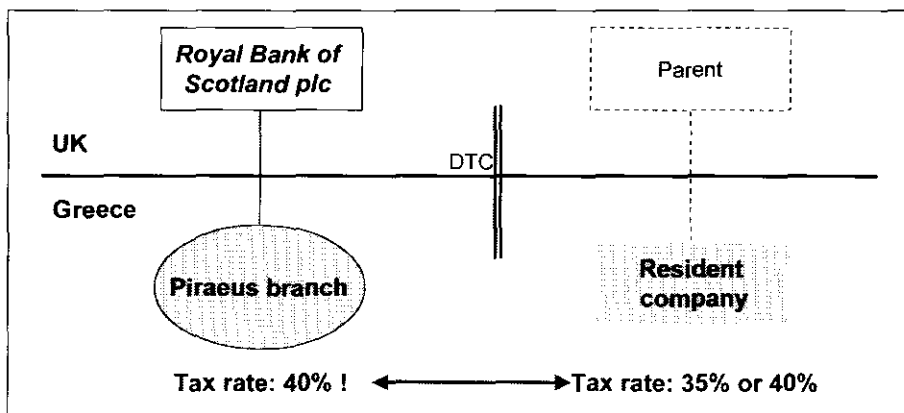 Royal Bank of
Scotland plc
Parent
UK
DTC
Greece
Piraeus branch
Resident
company
Tax rate: 40% !
Tax rate: 35% or 40%